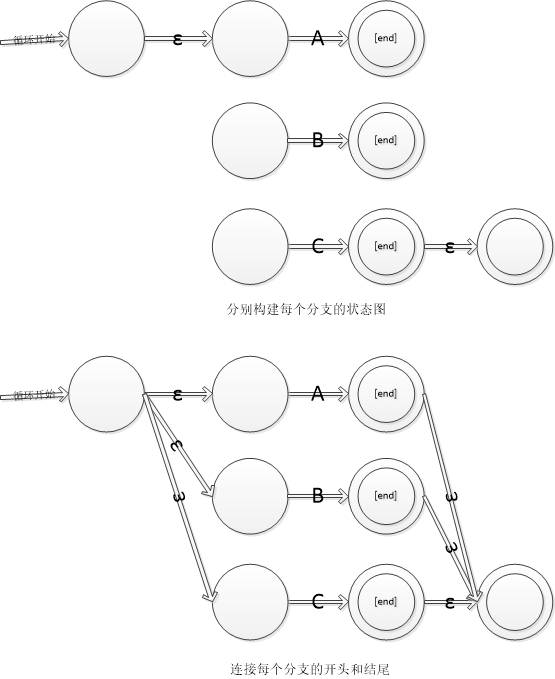 循环开始 ε A [end]
B [end]
C [end] ε
分别构建每个分支的状态图
循环开始 ε A [end]
ε
B [end]
ε ε
ε
C [end] ε
连接每个分支的开头和结尾